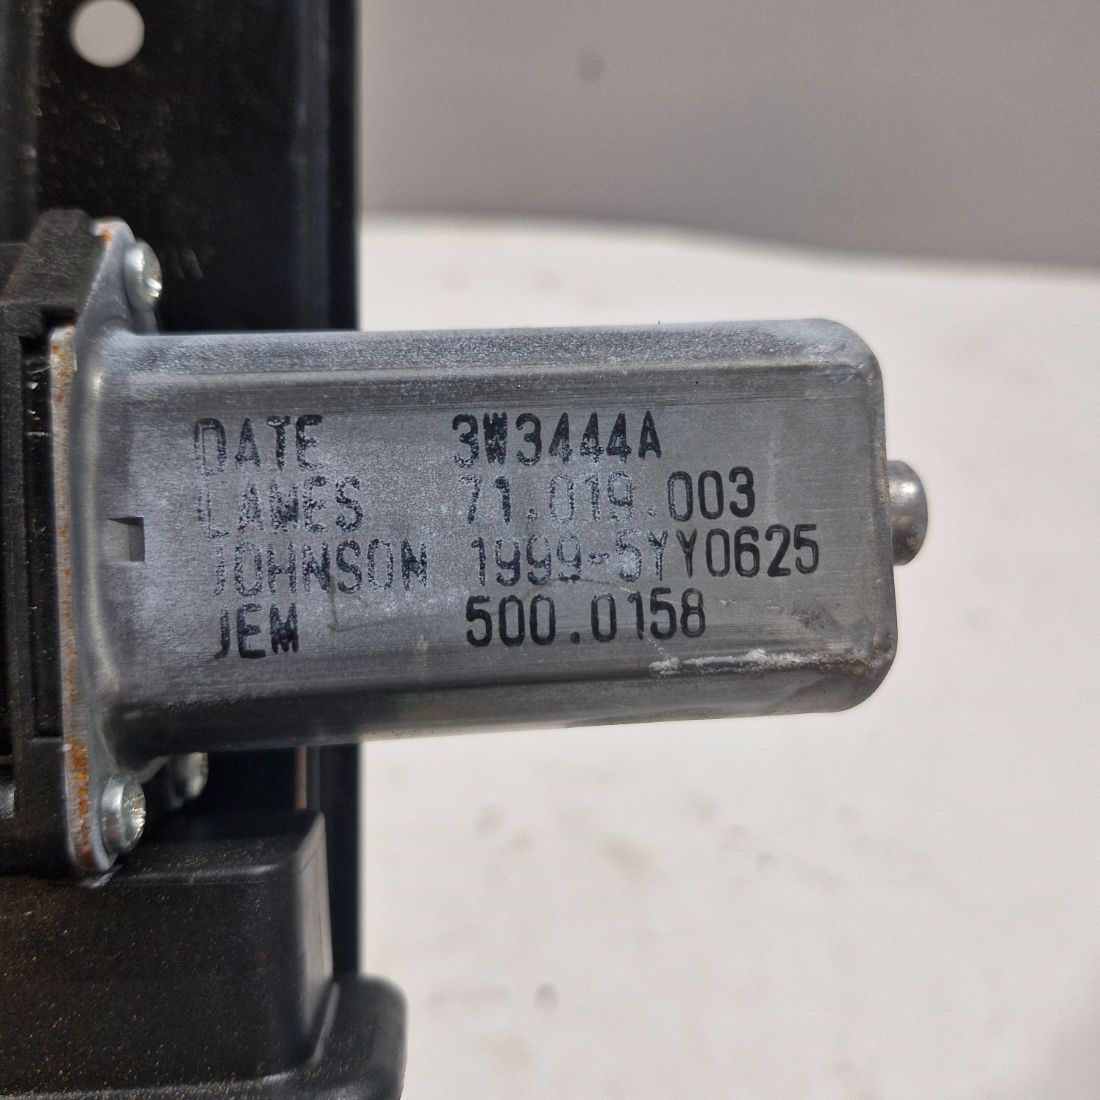 DATE 3W3444A
LAMES 71.019.003
JOHNSON 1999-5YY0625
JEM 500.0158